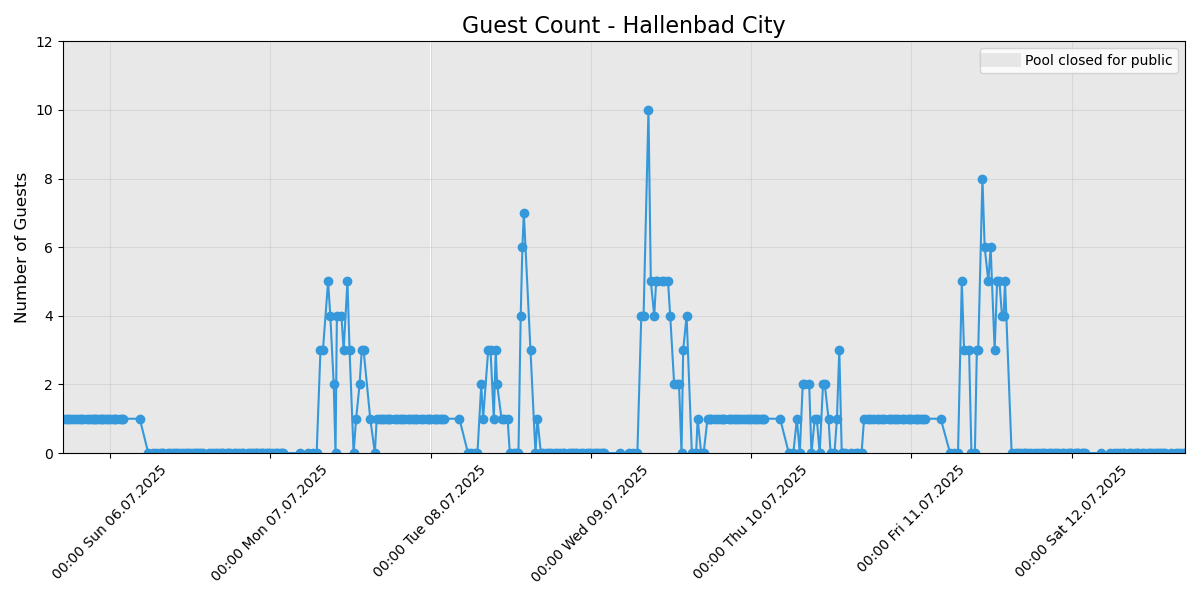 Guest Count - Hallenbad City
Pool closed for public
Number of Guests
12
10
8
6
4
2
0
00:00 Sun 06.07.2025
00:00 Mon 07.07.2025
00:00 Tue 08.07.2025
00:00 Wed 09.07.2025
00:00 Thu 10.07.2025
00:00 Fri 11.07.2025
00:00 Sat 12.07.2025